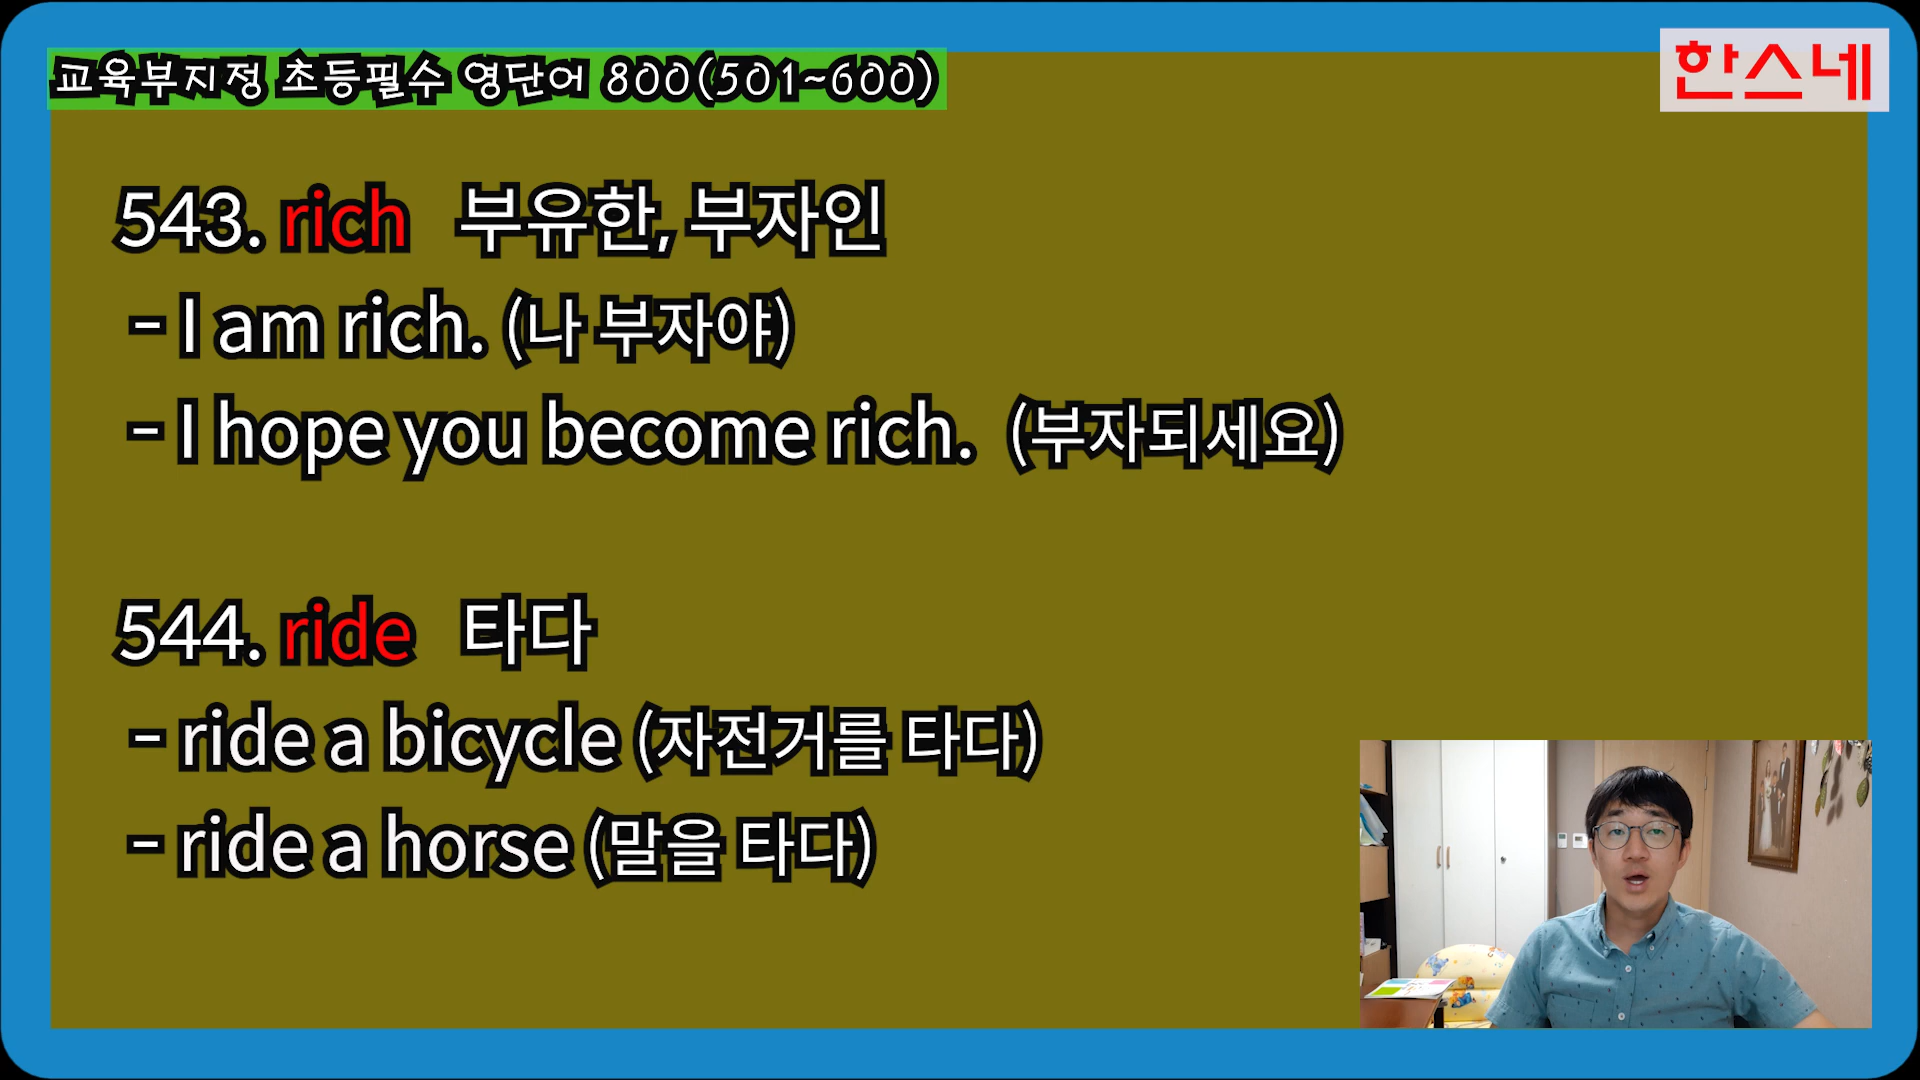 교육부지정 초등필수 영단어 800(501~600)
한스네
543. rich 부유한, 부자인
- I am rich. (나 부자야)
- I hope you become rich. (부자되세요)
544. ride 타다
- ride a bicycle (자전거를 타다)
- ride a horse (말을 타다)